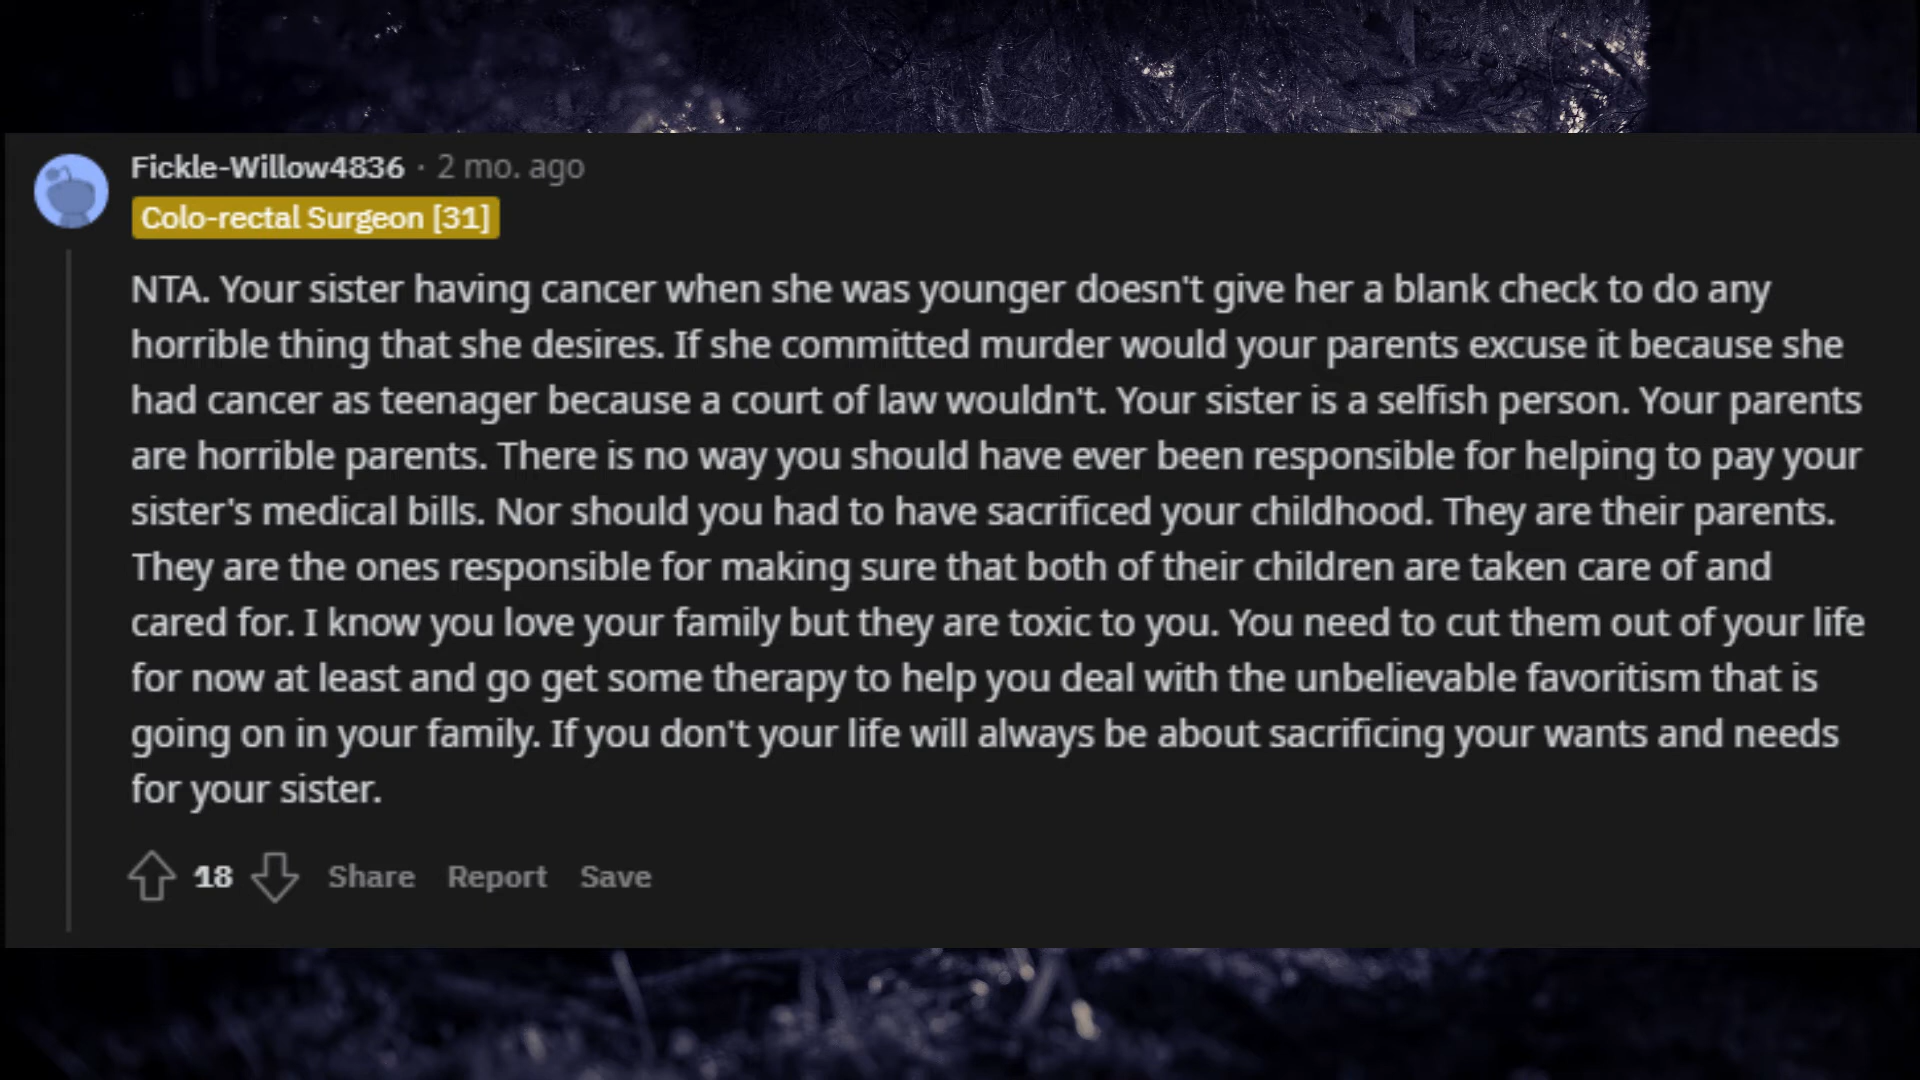 Fickle-Willow4836 · 2 mo. ago
Colo-rectal Surgeon [31]
NTA. Your sister having cancer when she was younger doesn't give her a blank check to do any
horrible thing that she desires. If she committed murder would your parents excuse it because she
had cancer as teenager because a court of law wouldn't. Your sister is a selfish person. Your parents
are horrible parents. There is no way you should have ever been responsible for helping to pay your
sister's medical bills. Nor should you had to have sacrificed your childhood. They are their parents.
They are the ones responsible for making sure that both of their children are taken care of and
cared for. I know you love your family but they are toxic to you. You need to cut them out of your life
for now at least and go get some therapy to help you deal with the unbelievable favoritism that is
going on in your family. If you don't your life will always be about sacrificing your wants and needs
for your sister.
18 Share Report Save